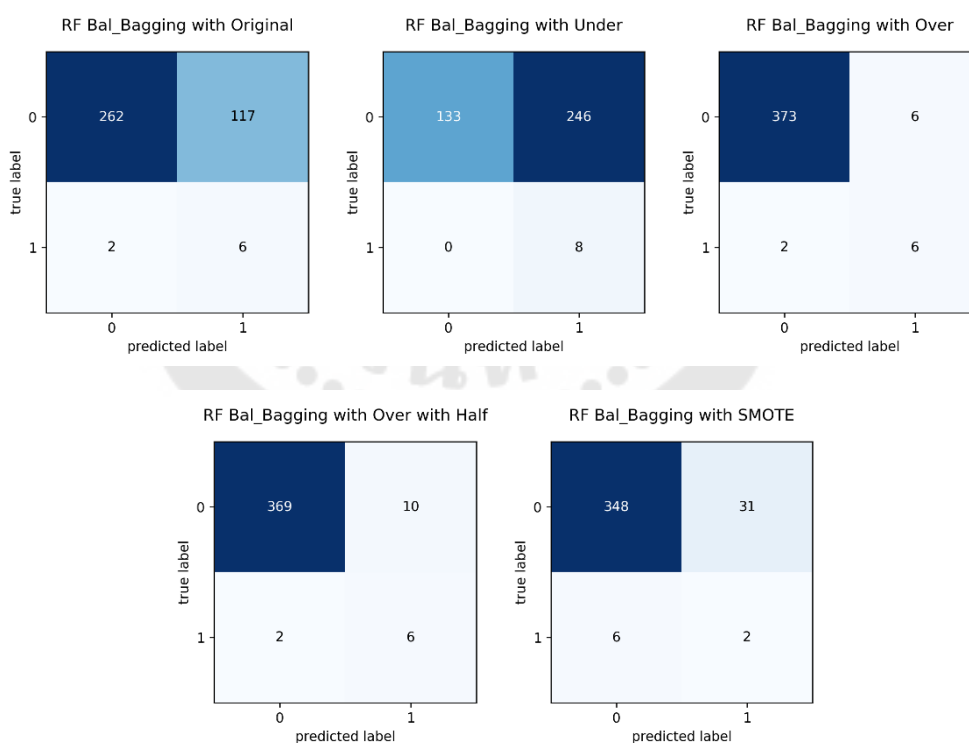 RF Bal_Bagging with Original
0
262
117
true label
1
2
6
0
1
predicted label
RF Bal_Bagging with Under
0
133
246
true label
1
0
8
0
1
predicted label
RF Bal_Bagging with Over
0
373
6
true label
1
2
6
0
1
predicted label
RF Bal_Bagging with Over with Half
0
369
10
true label
1
2
6
0
1
predicted label
RF Bal_Bagging with SMOTE
0
348
31
true label
1
6
2
0
1
predicted label